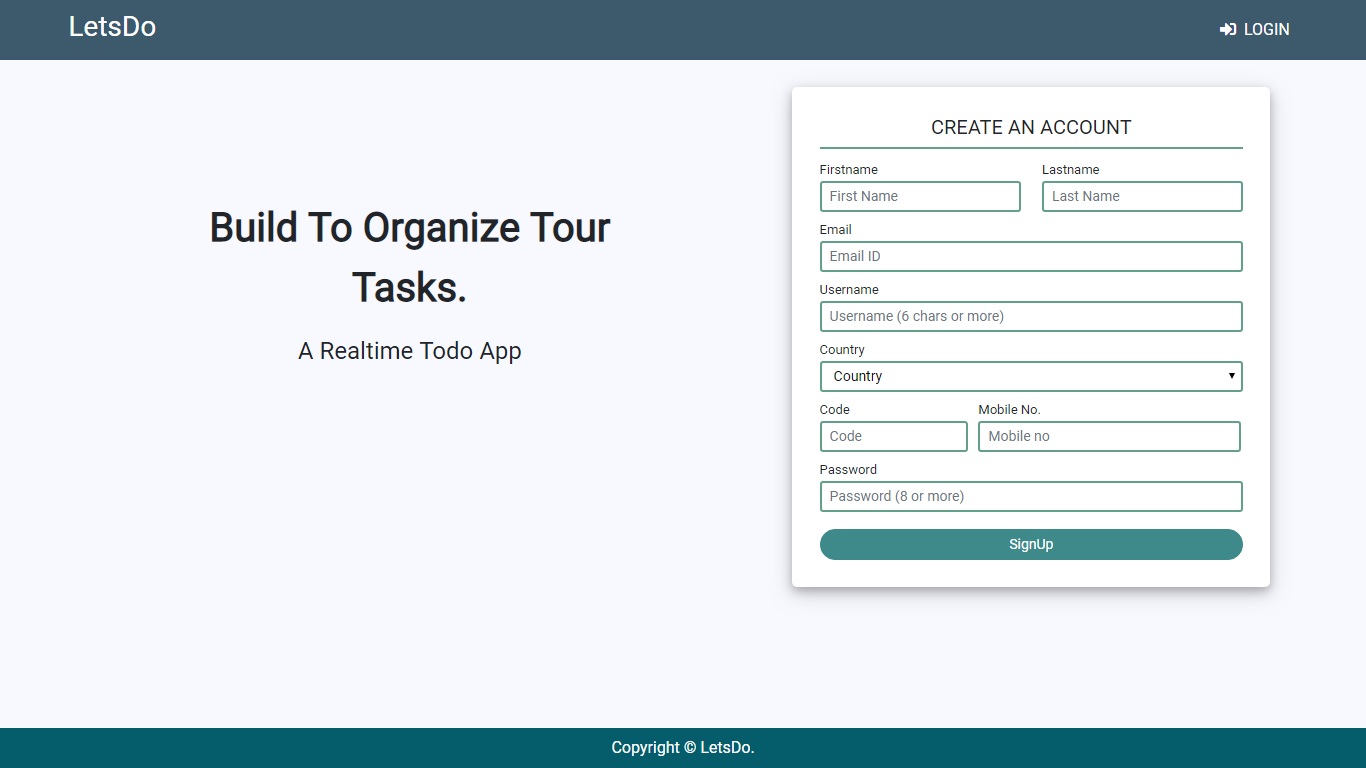 LetsDo
LOGIN
Build To Organize Tour
Tasks.
A Realtime Todo App
CREATE AN ACCOUNT
Firstname Lastname
First Name Last Name
Email
Email ID
Username
Username (6 chars or more)
Country
Country
Code Mobile No.
Code Mobile no
Password
Password (8 or more)
SignUp
Copyright © LetsDo.